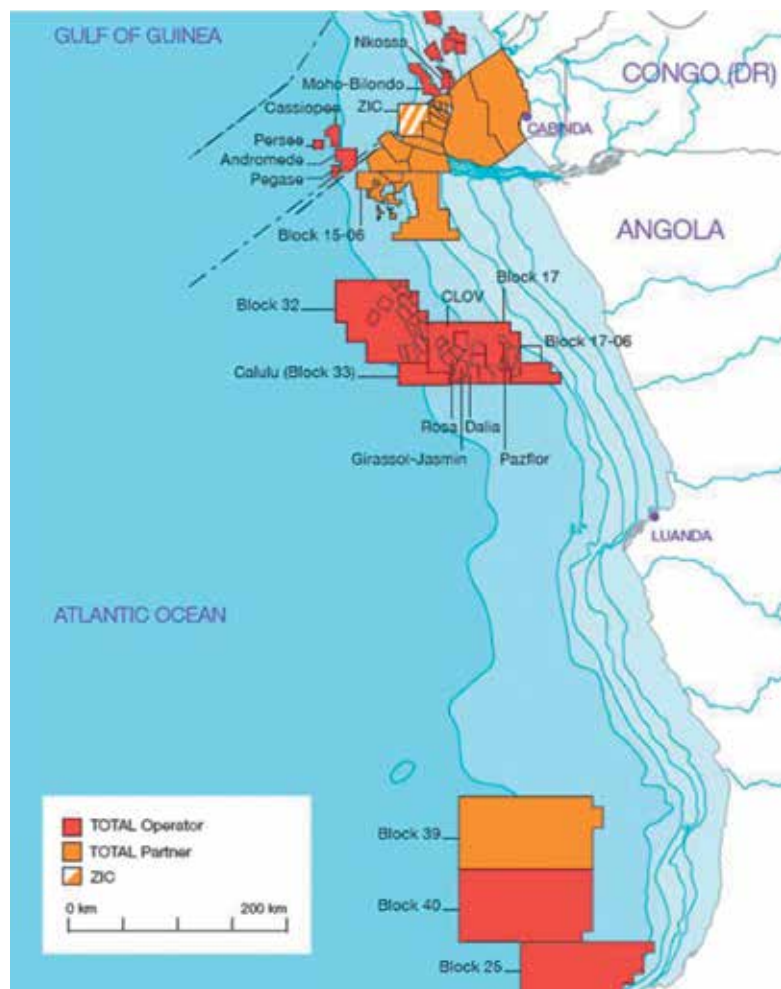 GULF OF GUINEA
Nkossa
CONGO (DR)
Moho-Bilondo
ZIC
Cassiopee
CABINDA
Persee
Andromede
Pegase
ANGOLA
Block 15-06
Block 17
CLOV
Block 32
Block 17-06
Calulu (Block 33)
Rosa
Dalia
Girassol-Jasmin
Pazflor
LUANDA
ATLANTIC OCEAN
TOTAL Operator
TOTAL Partner
ZIC
0 km
200 km
Block 39
Block 40
Block 25